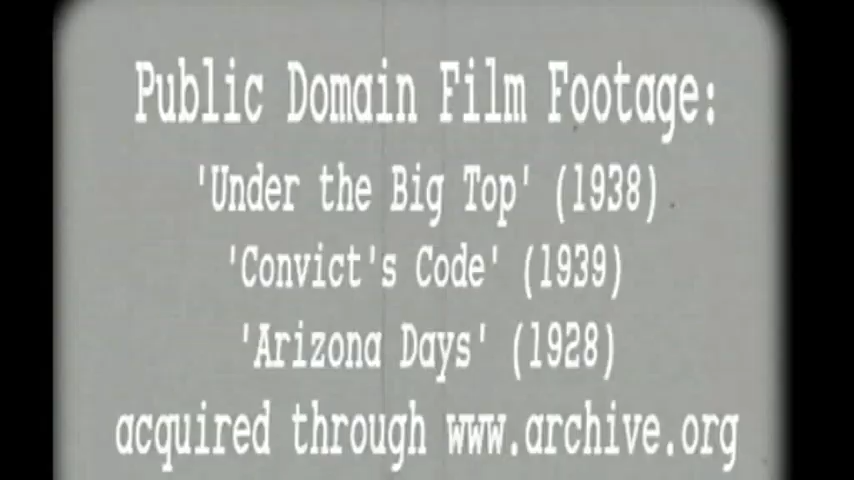 Public Domain Film Footage:
'Under the Big Top' (1938)
'Convict's Code' (1939)
'Arizona Days' (1928)
acquired through www.archive.org